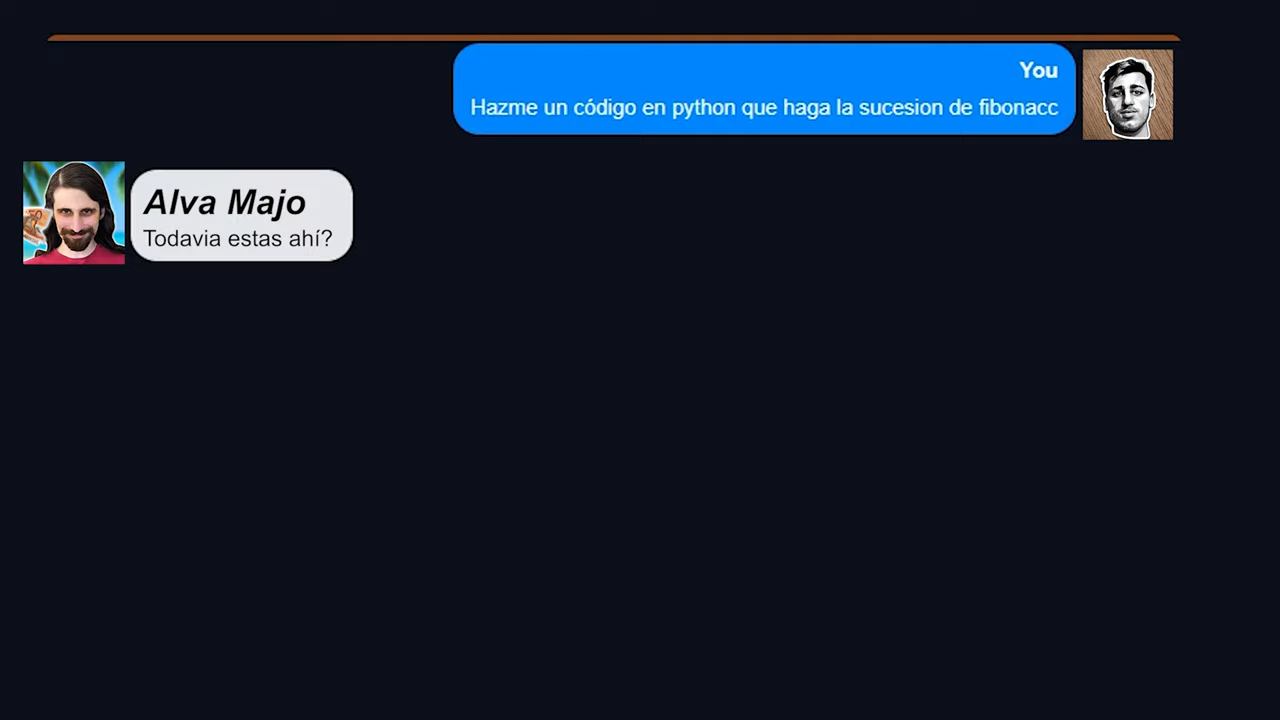 You
Hazme un código en python que haga la sucesion de fibonacc
Alva Majo
Todavia estas ahí?